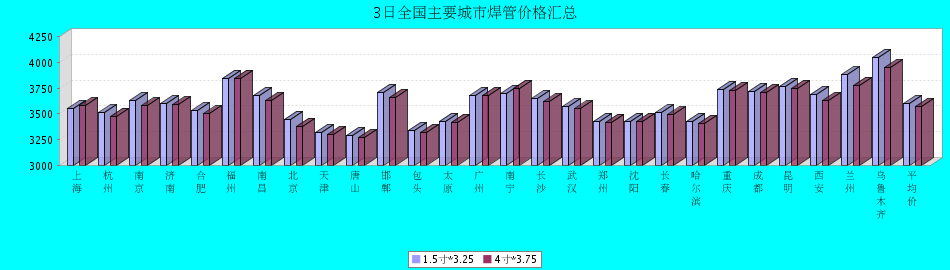 3日全国主要城市焊管价格汇总
4250
4000
3750
3500
3250
3000
上海
杭州
南京
济南
合肥
福州
南昌
北京
天津
唐山
邯郸
包头
太原
广州
南宁
长沙
武汉
郑州
沈阳
长春
哈尔滨
重庆
成都
昆明
西安
兰州
乌鲁木齐
平均价
1.5寸*3.25
4寸*3.75